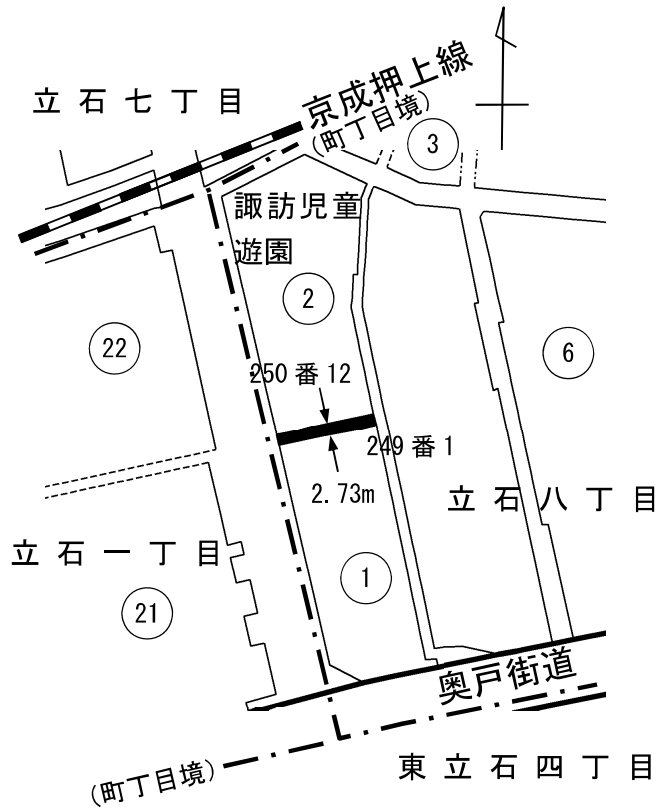 立石七丁目
京成押上線
(町丁目境)
3
諏訪児童
遊園
2
22
6
250番12
249番1
2.73m
立石八丁目
立石一丁目
1
21
奥戸街道
東立石四丁目
(町丁目境)